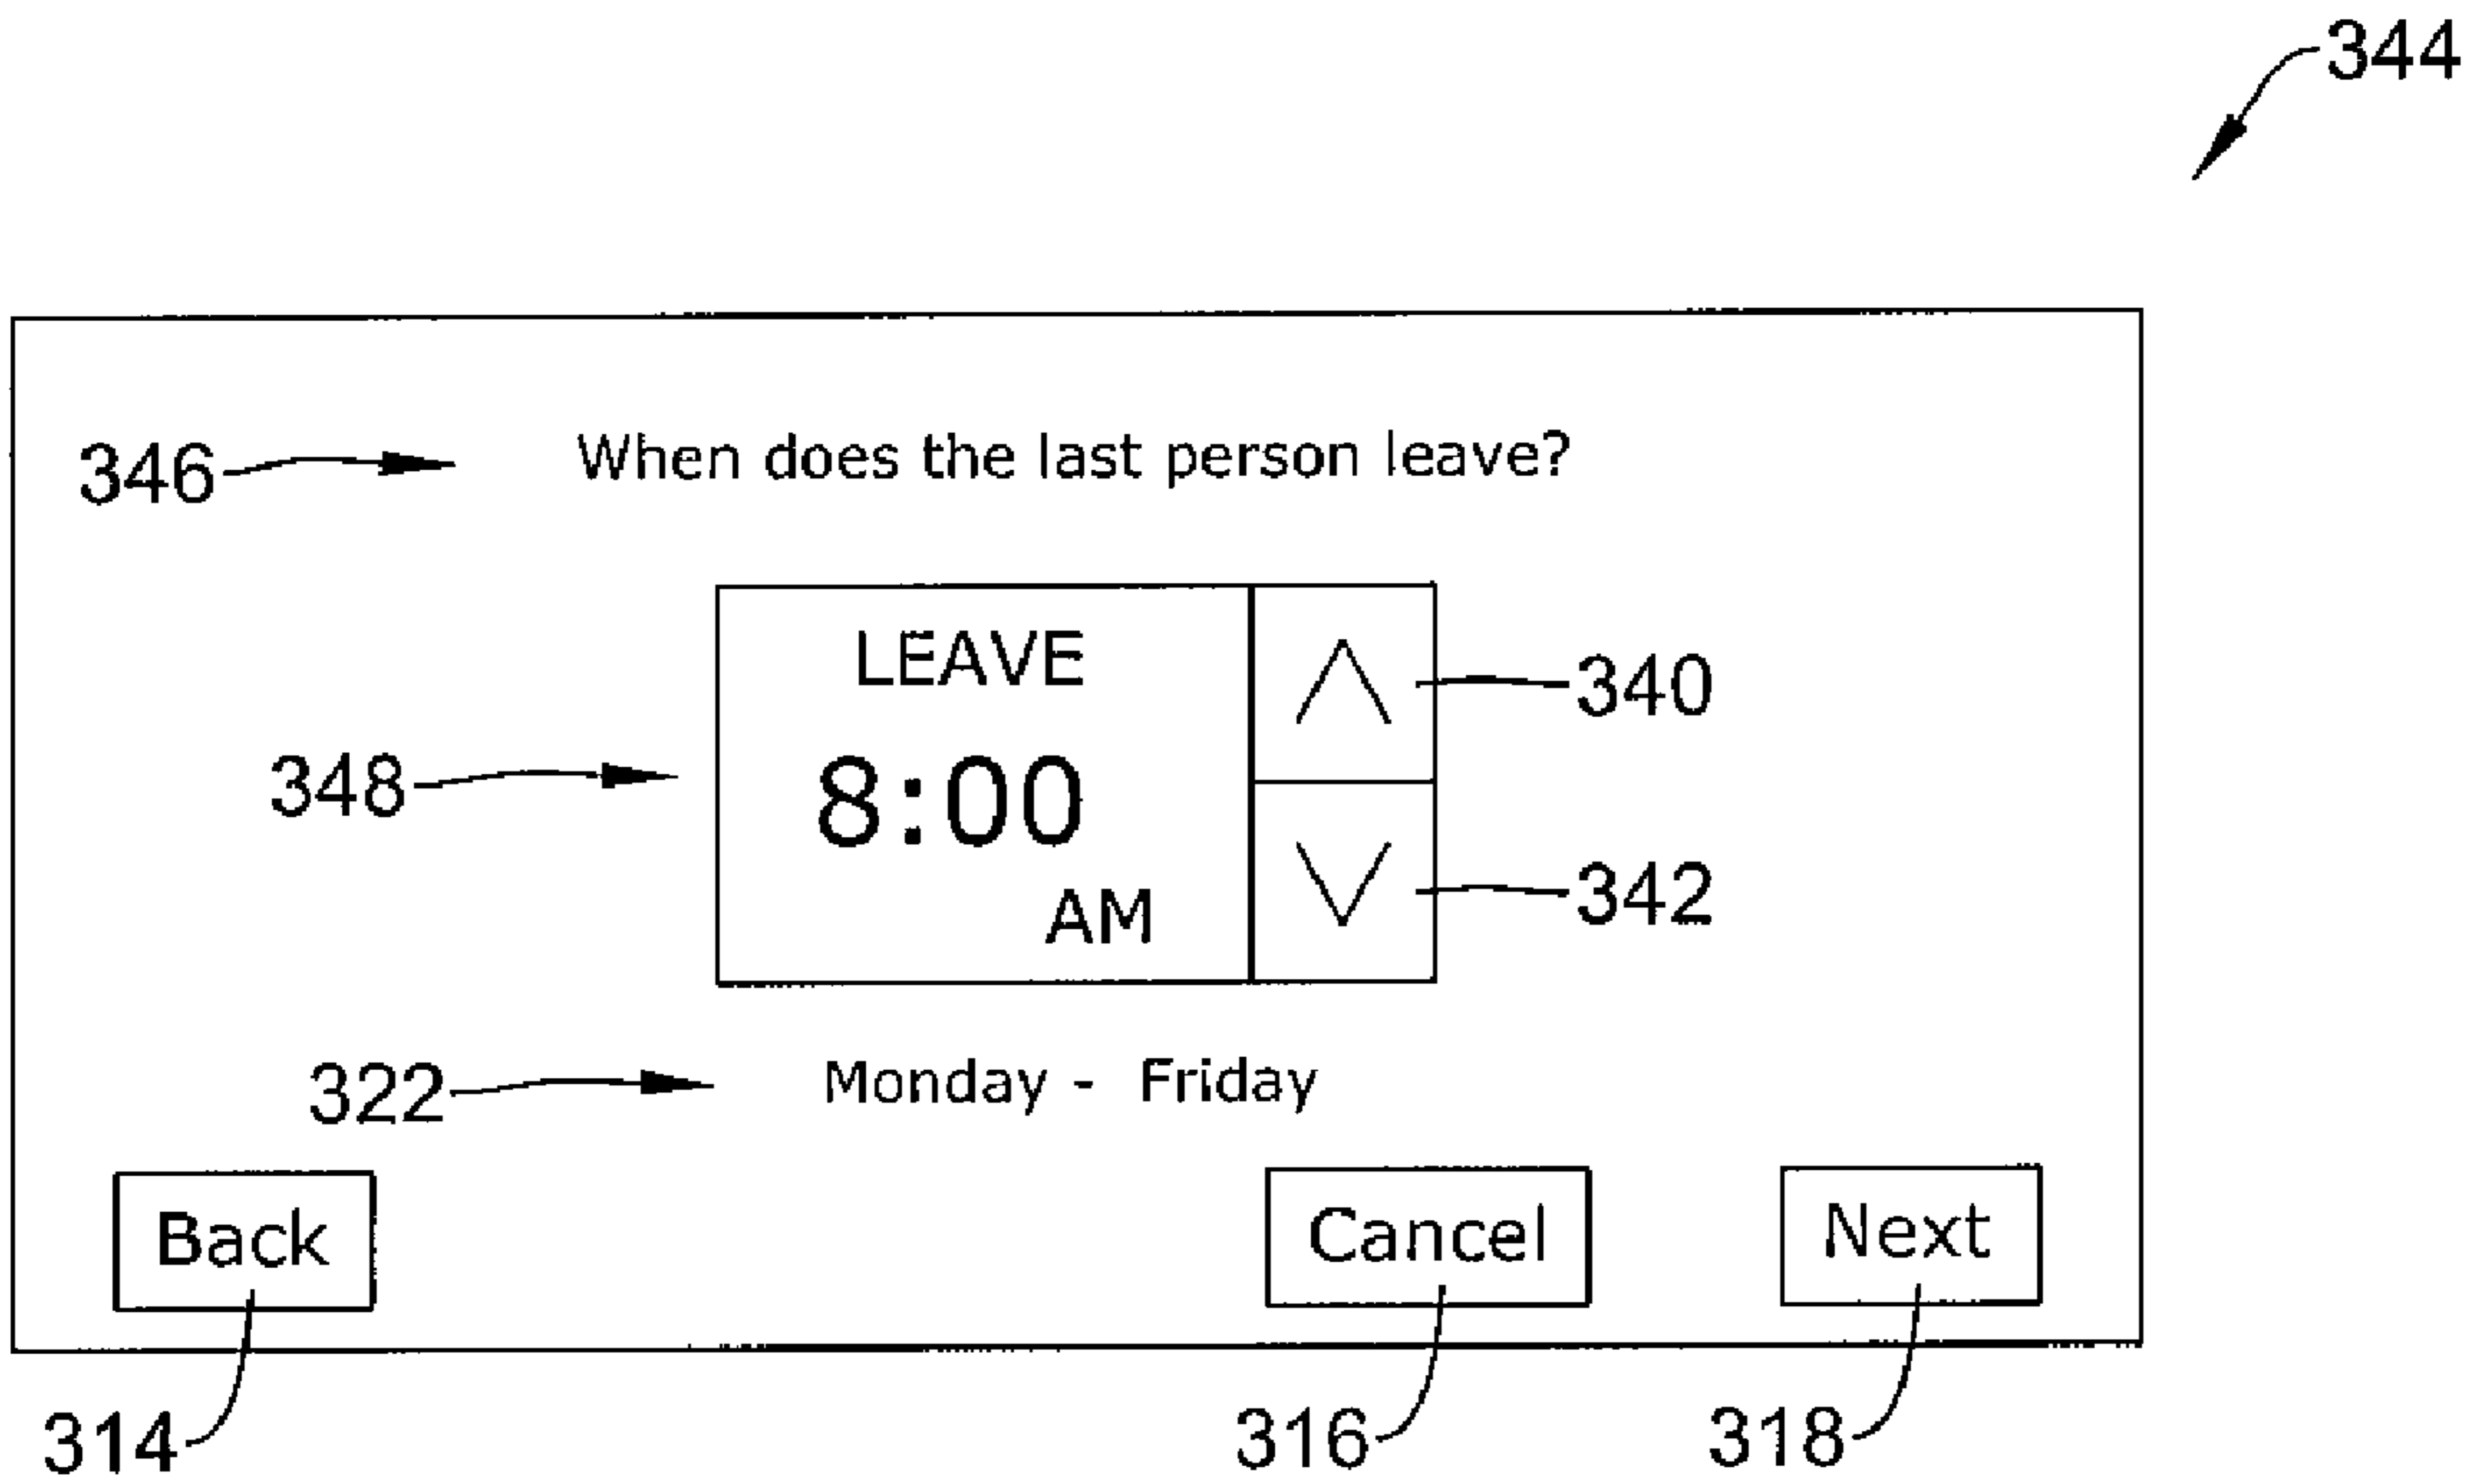 344
346 When does the last person leave?
LEAVE
340
348 8:00
342
AM
322 Monday - Friday
Back Cancel Next
314 316 318